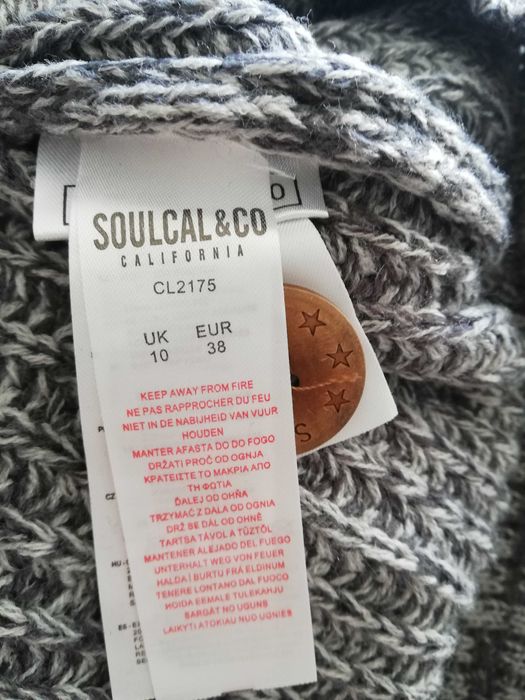 O
SOULCAL&CO
CALIFORNIA
CL2175
UK EUR
10 38
KEEP AWAY FROM FIRE
NE PAS RAPPROCHER DU FEU
NIET IN DE NABIJHEID VAN VUUR
HOUDEN
MANTER AFASTA DO DO FOGO
DRŽATI PROČ OD OGNJA
ΚΡΑΤΕΙΣΤΕ ΤΟ ΜΑΚΡΙΑ ΑΠΟ
ΤΗ ΦΩΤΙΑ
ĎALEJ OD OHŇA
TRZYMAĆ Z DALA OD OGNIA
DRŽ SE DÁL OD OHNĚ
TARTSA TÁVOL A TŰZTŐL
MANTENER ALEJADO DEL FUEGO
UNTERHALT WEG VON FEUER
HALDA Í BURTU FRÁ ELDINUM
TENERE LONTANO DAL FUOCO
HOIDA EEMALE TULEKAHJU
SARGĀT NO UGUNS
LAIKYTI ATOKIAU NUO UGNIES
S